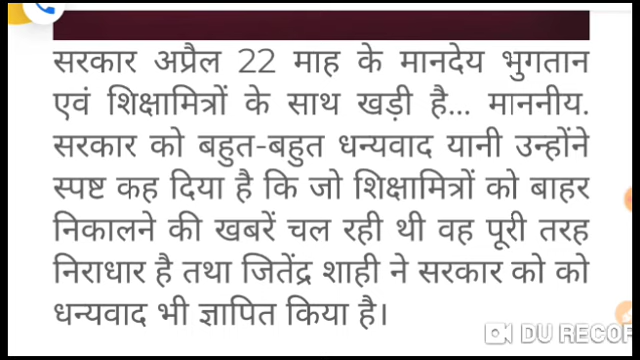 सरकार अप्रैल 22 माह के मानदेय भुगतान
एवं शिक्षामित्रों के साथ खड़ी है... माननीय.
सरकार को बहुत-बहुत धन्यवाद यानी उन्होंने
स्पष्ट कह दिया है कि जो शिक्षामित्रों को बाहर
निकालने की खबरें चल रही थी वह पूरी तरह
निराधार है तथा जितेंद्र शाही ने सरकार को को
धन्यवाद भी ज्ञापित किया है।
DU RECOR